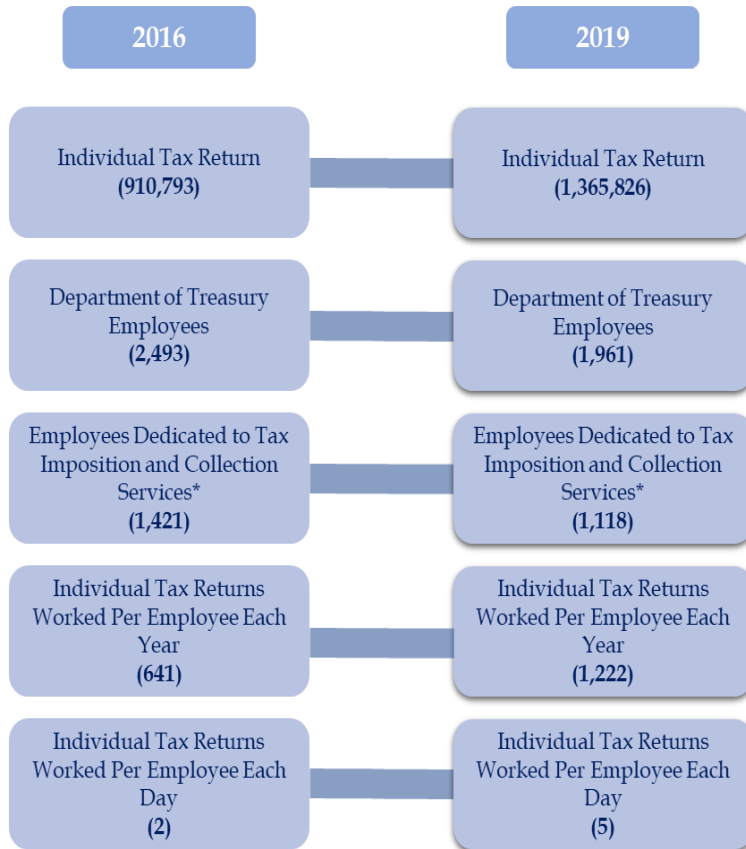 2016
2019
Individual Tax Return
(910,793)
Individual Tax Return
(1,365,826)
Department of Treasury
Employees
(2,493)
Department of Treasury
Employees
(1,961)
Employees Dedicated to Tax
Imposition and Collection
Services*
(1,421)
Employees Dedicated to Tax
Imposition and Collection
Services*
(1,118)
Individual Tax Returns
Worked Per Employee Each
Year
(641)
Individual Tax Returns
Worked Per Employee Each
Year
(1,222)
Individual Tax Returns
Worked Per Employee Each
Day
(2)
Individual Tax Returns
Worked Per Employee Each
Day
(5)